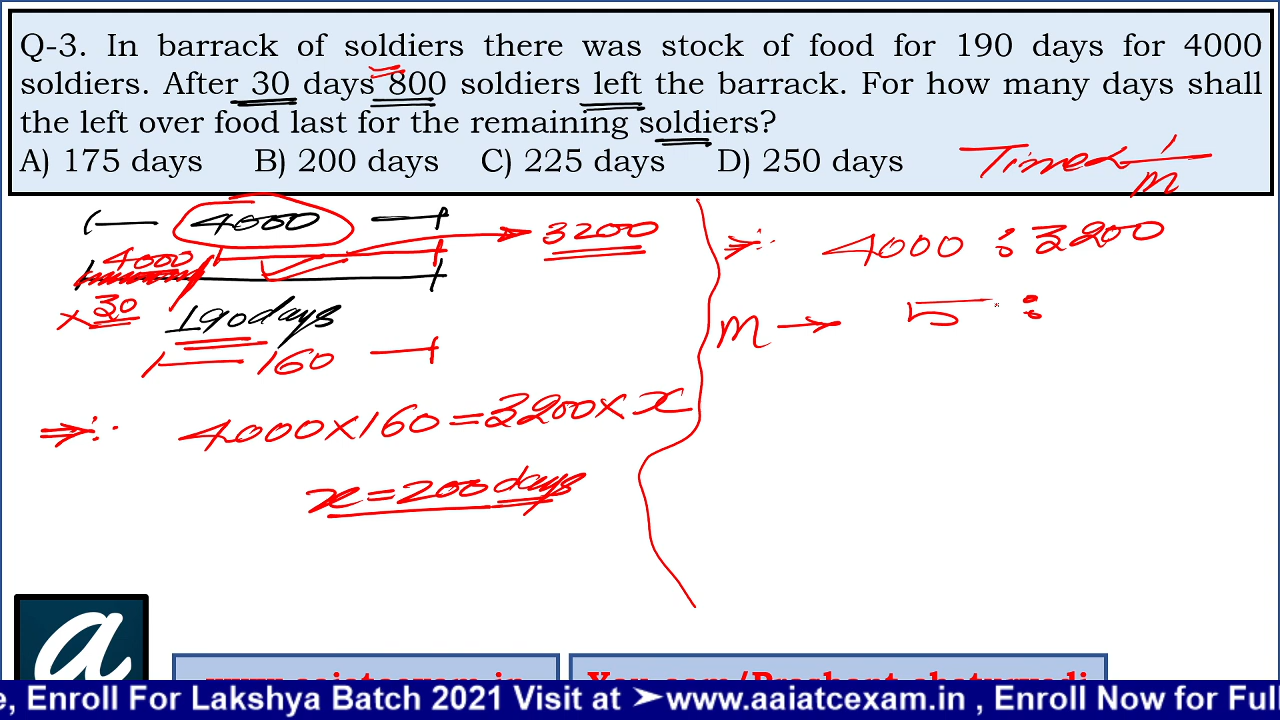 Q-3. In barrack of soldiers there was stock of food for 190 days for 4000
soldiers. After 30 days 800 soldiers left the barrack. For how many days shall
the left over food last for the remaining soldiers?
A) 175 days B) 200 days C) 225 days D) 250 days
Time ∝ 1/m
4000
4000
3200
× 30
190days
160
⇒∴ 4000×160=3200×x
x=200 days
⇒∴ 4000 : 3200
m → 5 :
a
e, Enroll For Lakshya Batch 2021 Visit at ➤www.aaiatcexam.in , Enroll Now for Ful